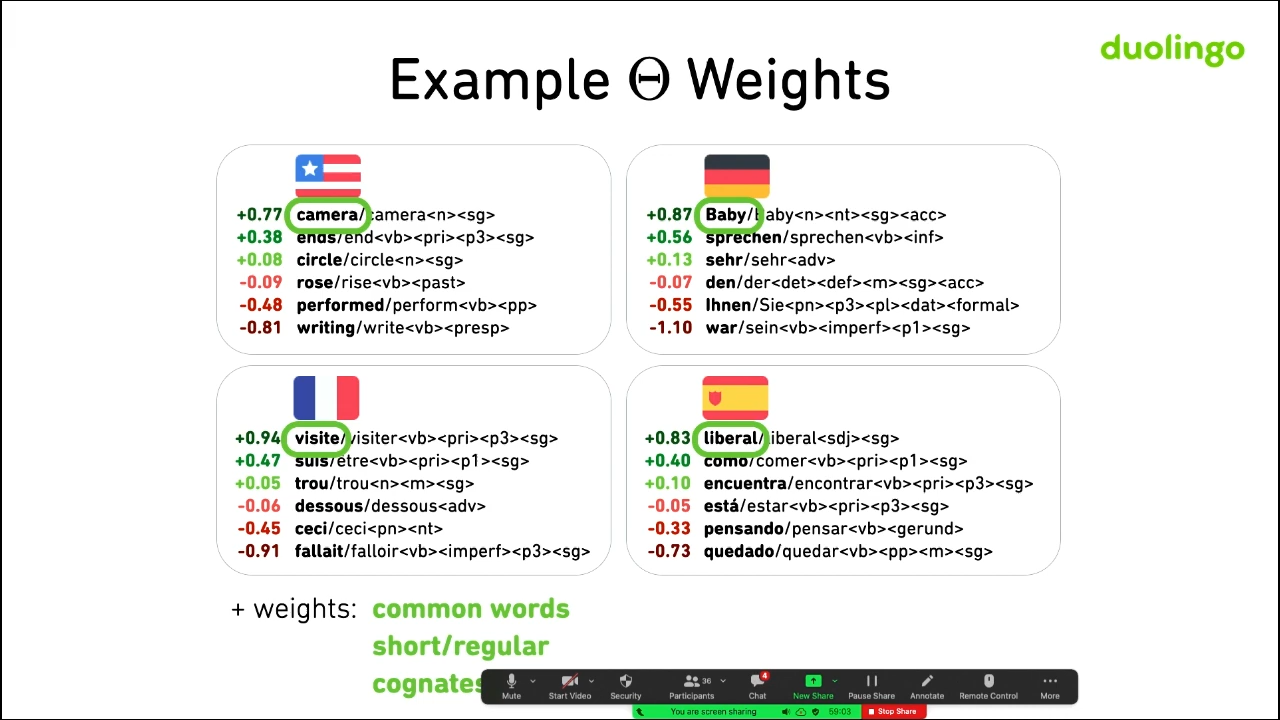 duolingo
Example Θ Weights
+0.77 camera/camera<n><sg>
+0.38 ends/end<vb><pri><p3><sg>
+0.08 circle/circle<n><sg>
-0.09 rose/rise<vb><past>
-0.48 performed/perform<vb><pp>
-0.81 writing/write<vb><presp>
+0.87 Baby/Baby<n><nt><sg><acc>
+0.56 sprechen/sprechen<vb><inf>
+0.13 sehr/sehr<adv>
-0.07 den/der<det><def><m><sg><acc>
-0.55 Ihnen/Sie<pn><p3><pl><dat><formal>
-1.10 war/sein<vb><imperf><p1><sg>
+0.94 visite/visiter<vb><pri><p3><sg>
+0.47 suis/être<vb><pri><p1><sg>
+0.05 trou/trou<n><m><sg>
-0.06 dessous/dessous<adv>
-0.45 ceci/ceci<pn><nt>
-0.91 fallait/falloir<vb><imperf><p3><sg>
+0.83 liberal/liberal<sdj><sg>
+0.40 como/comer<vb><pri><p1><sg>
+0.10 encuentra/encontrar<vb><pri><p3><sg>
-0.05 está/estar<vb><pri><p3><sg>
-0.33 pensando/pensar<vb><gerund>
-0.73 quedado/quedar<vb><pp><m><sg>
+ weights: common words
short/regular
cognates
36
4
Mute Start Video Security Participants Chat New Share Pause Share Annotate Remote Control More
You are screen sharing 59:03 Stop Share